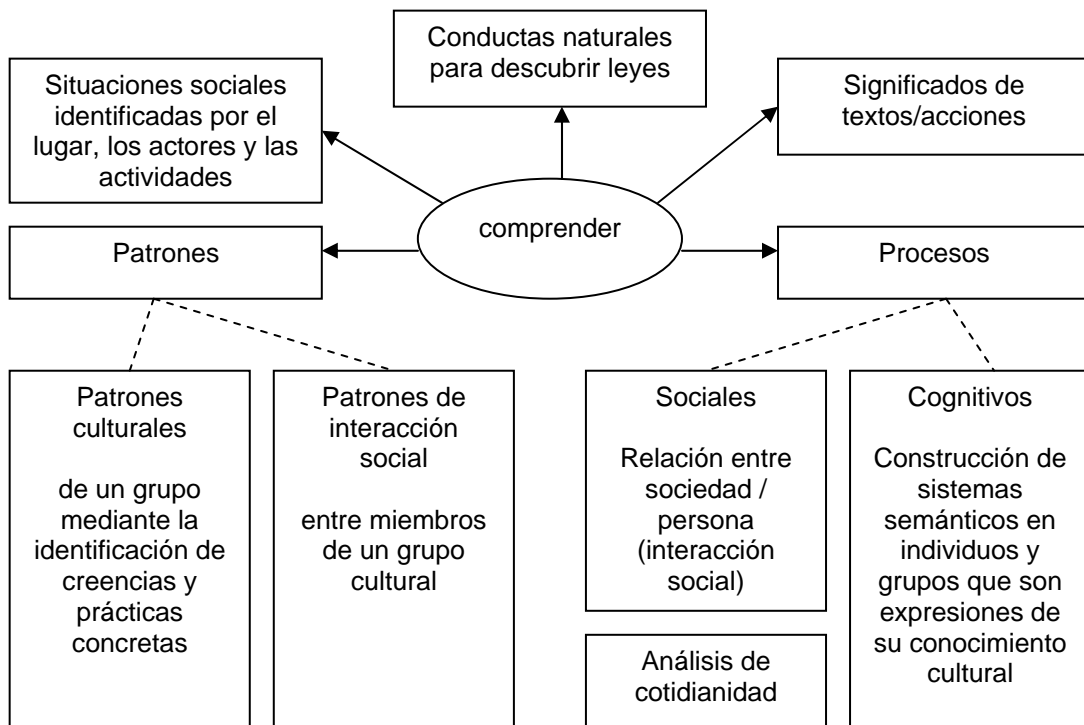 Conductas naturales
para descubrir leyes
Situaciones sociales
identificadas por el
lugar, los actores y las
actividades
Significados de
textos/acciones
comprender
Patrones
Procesos
Patrones
culturales
de un grupo
mediante la
identificación de
creencias y
prácticas
concretas
Patrones de
interacción
social
entre miembros
de un grupo
cultural
Sociales
Relación entre
sociedad /
persona
(interacción
social)
Análisis de
cotidianidad
Cognitivos
Construcción de
sistemas
semánticos en
individuos y
grupos que son
expresiones de
su conocimiento
cultural